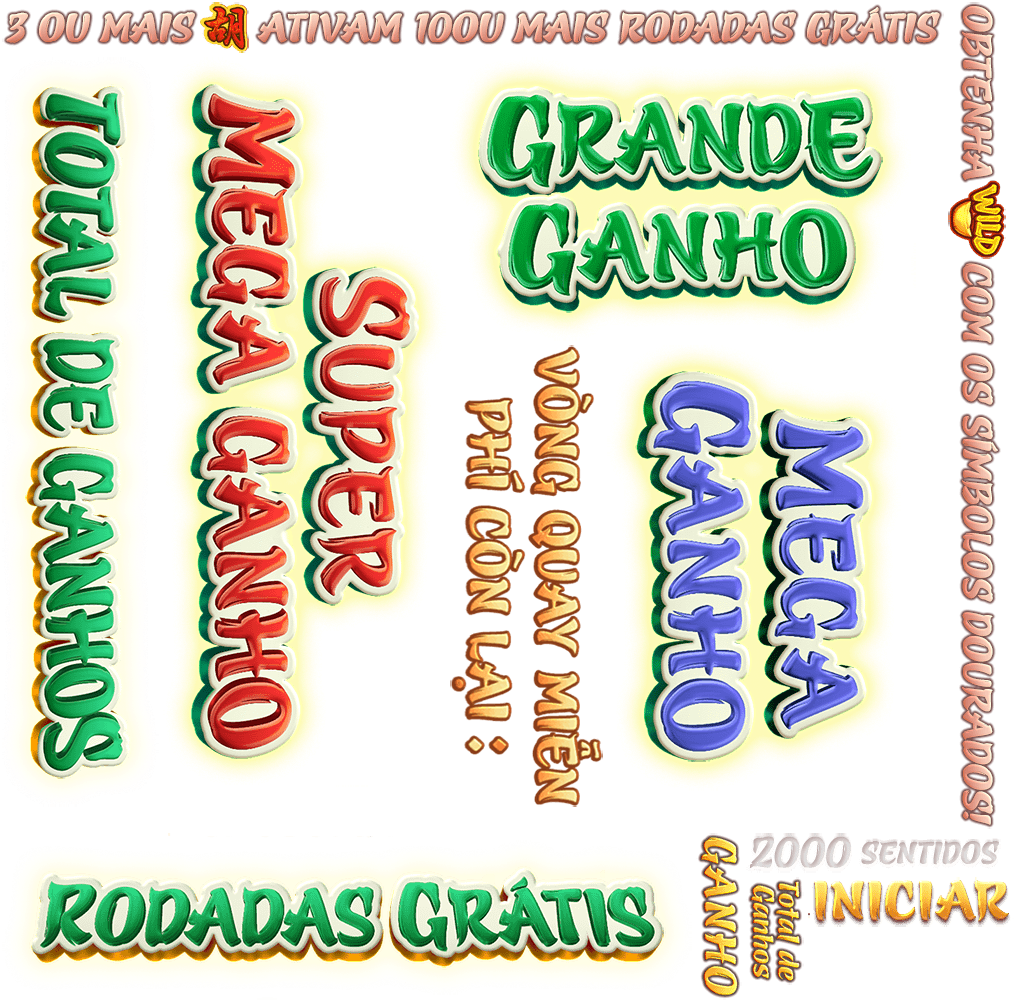 3 OU MAIS 胡 ATIVAM 10OU MAIS RODADAS GRÁTIS
OBTENHA WILD COM OS SÍMBOLOS DOURADOS!
TOTAL DE GANHOS
SUPER
MEGA GANHO
GRANDE
GANHO
VÒNG QUAY MIỄN
PHÍ CÒN LẠI :
MEGA
GANHO
RODADAS GRÁTIS
GANHO
Total de
Ganhos
2000 SENTIDOS
INICIAR